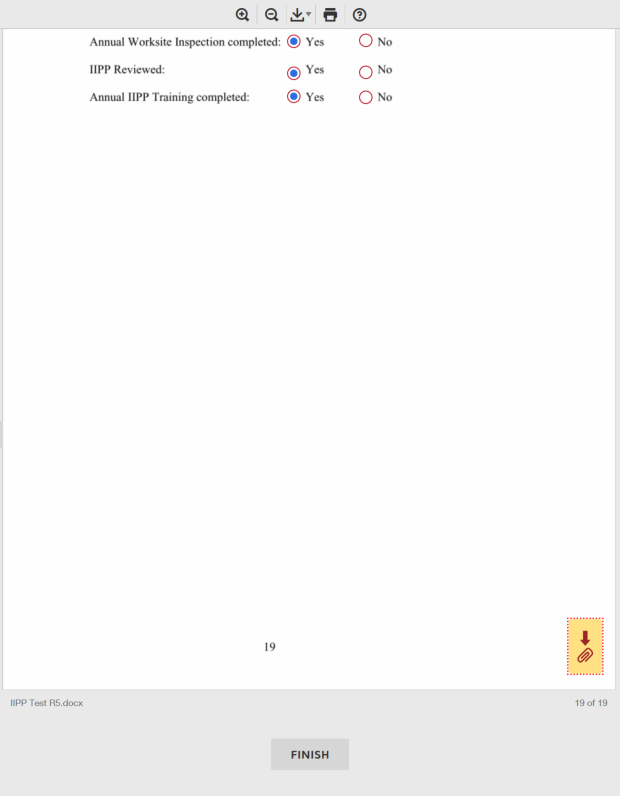 Annual Worksite Inspection completed: Yes No
IIPP Reviewed: Yes No
Annual IIPP Training completed: Yes No
19
IIPP Test R5.docx 19 of 19
FINISH